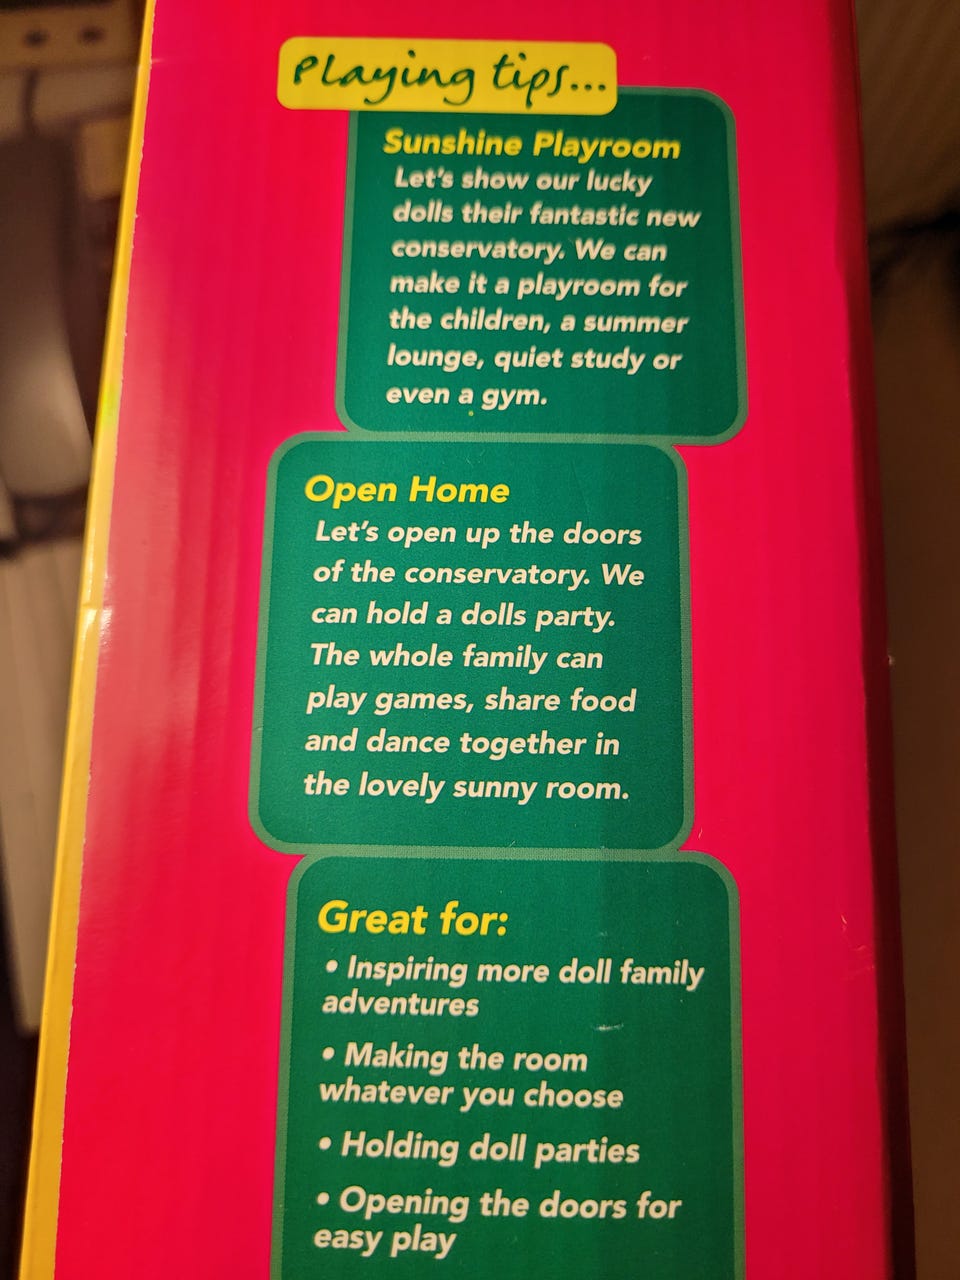 Playing tips...
Sunshine Playroom
Let's show our lucky
dolls their fantastic new
conservatory. We can
make it a playroom for
the children, a summer
lounge, quiet study or
even a gym.
Open Home
Let's open up the doors
of the conservatory. We
can hold a dolls party.
The whole family can
play games, share food
and dance together in
the lovely sunny room.
Great for:
• Inspiring more doll family
adventures
• Making the room
whatever you choose
• Holding doll parties
• Opening the doors for
easy play